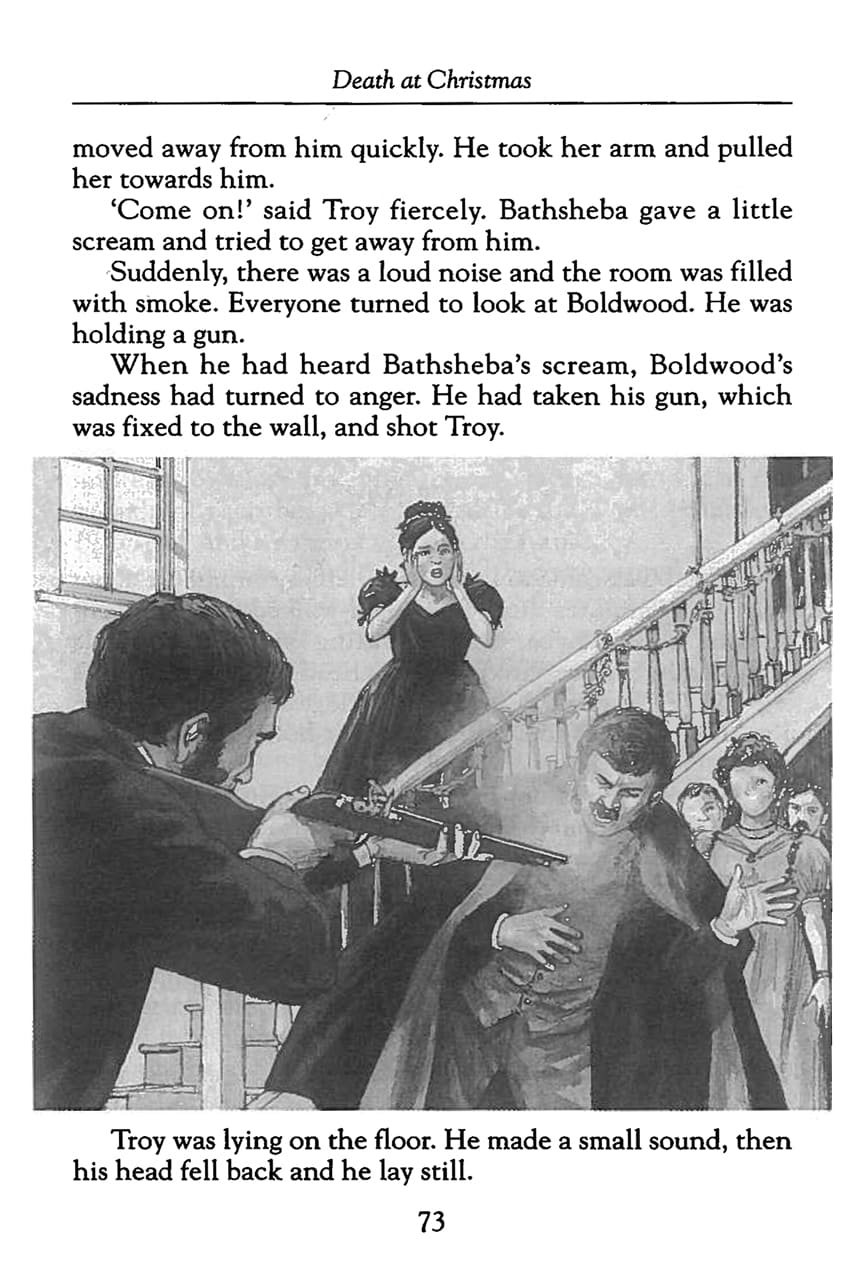 Death at Christmas
moved away from him quickly. He took her arm and pulled
her towards him.
‘Come on!’ said Troy fiercely. Bathsheba gave a little
scream and tried to get away from him.
Suddenly, there was a loud noise and the room was filled
with smoke. Everyone turned to look at Boldwood. He was
holding a gun.
When he had heard Bathsheba’s scream, Boldwood’s
sadness had turned to anger. He had taken his gun, which
was fixed to the wall, and shot Troy.
Troy was lying on the floor. He made a small sound, then
his head fell back and he lay still.
73